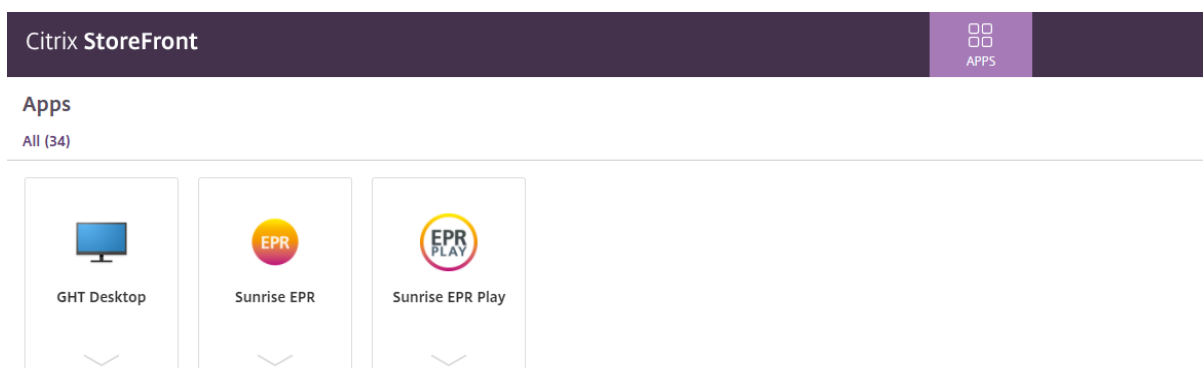 Citrix StoreFront
APPS
Apps
All (34)
EPR
EPR
PLAY
GHT Desktop
Sunrise EPR
Sunrise EPR Play